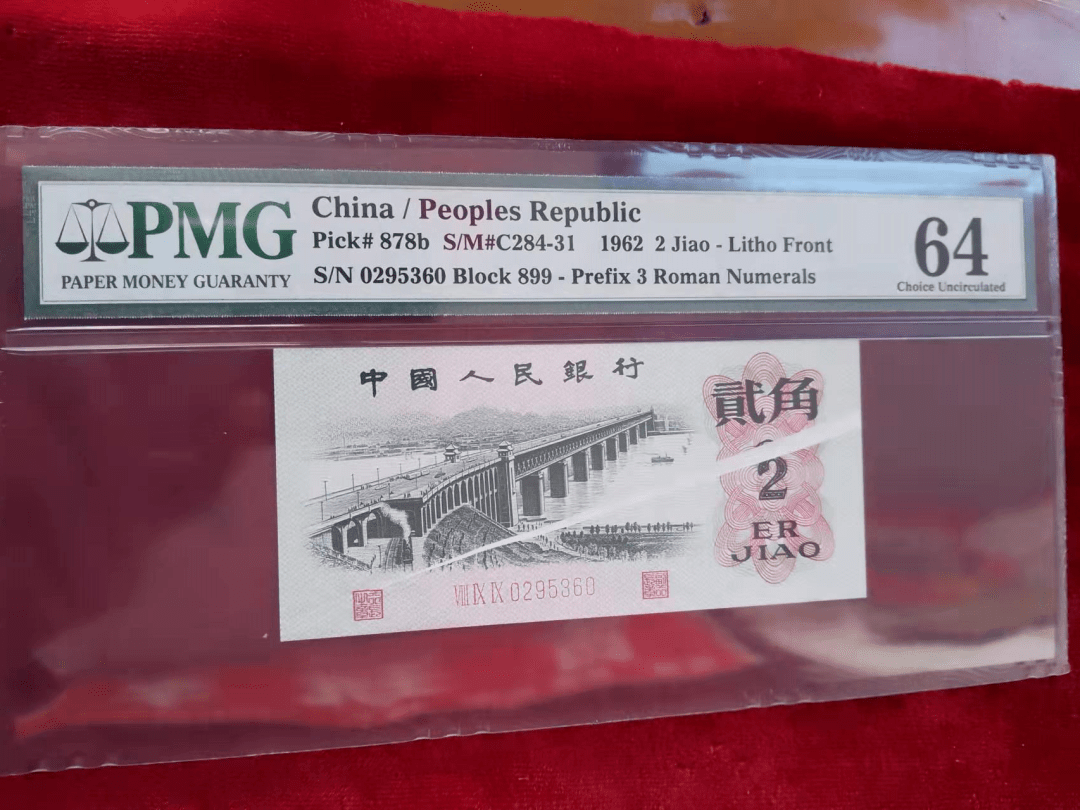 PMG
PAPER MONEY GUARANTY
China / Peoples Republic
Pick# 878b S/M#C284-31 1962 2 Jiao - Litho Front
S/N 0295360 Block 899 - Prefix 3 Roman Numerals
64
Choice Uncirculated
中國人民銀行
貳角
2
ER
JIAO
VIII IX IX 0295360